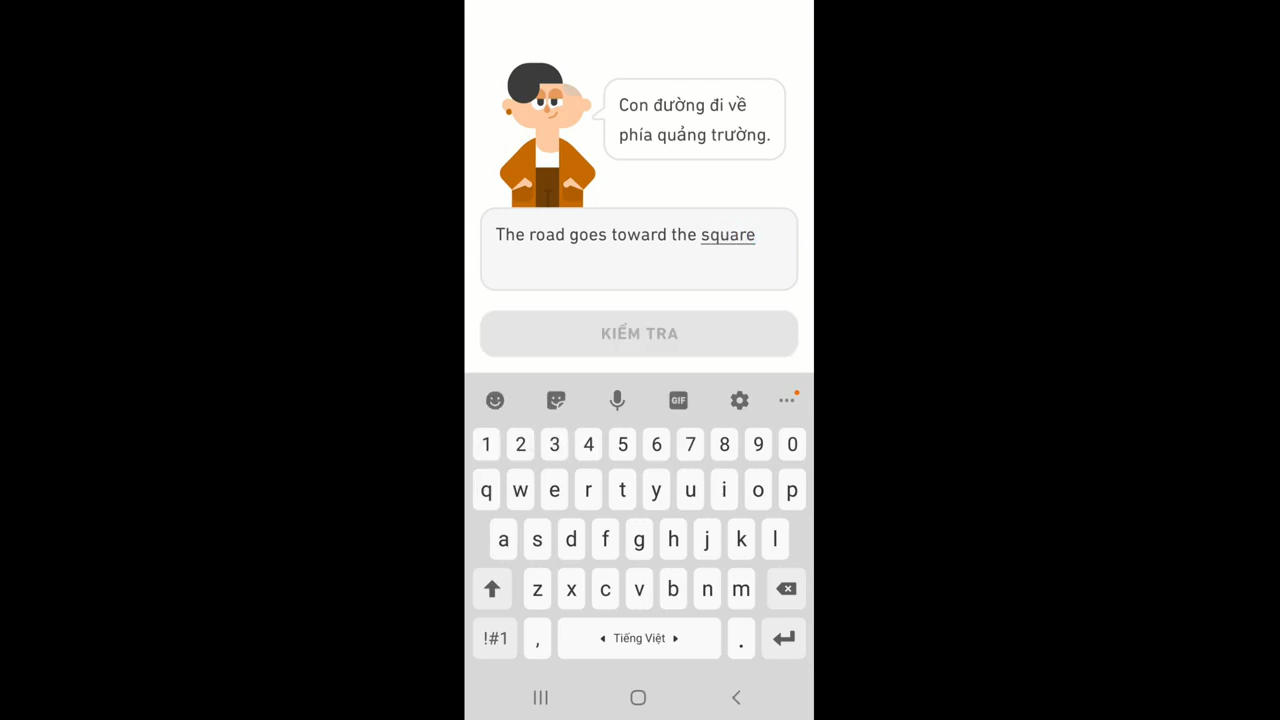 Con đường đi về
phía quảng trường.
The road goes toward the square
KIỂM TRA
GIF
1 2 3 4 5 6 7 8 9 0
q w e r t y u i o p
a s d f g h j k l
z x c v b n m
!#1 , Tiếng Việt .